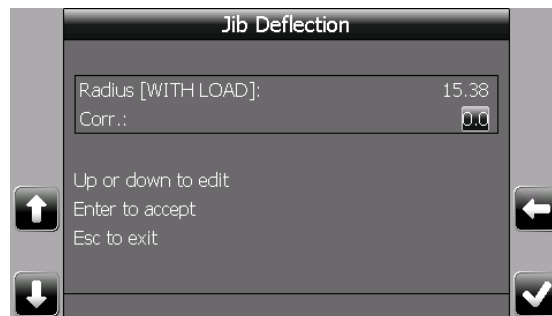 Jib Deflection
Radius [WITH LOAD]: 15.38
Corr.: 0.0
Up or down to edit
Enter to accept
Esc to exit